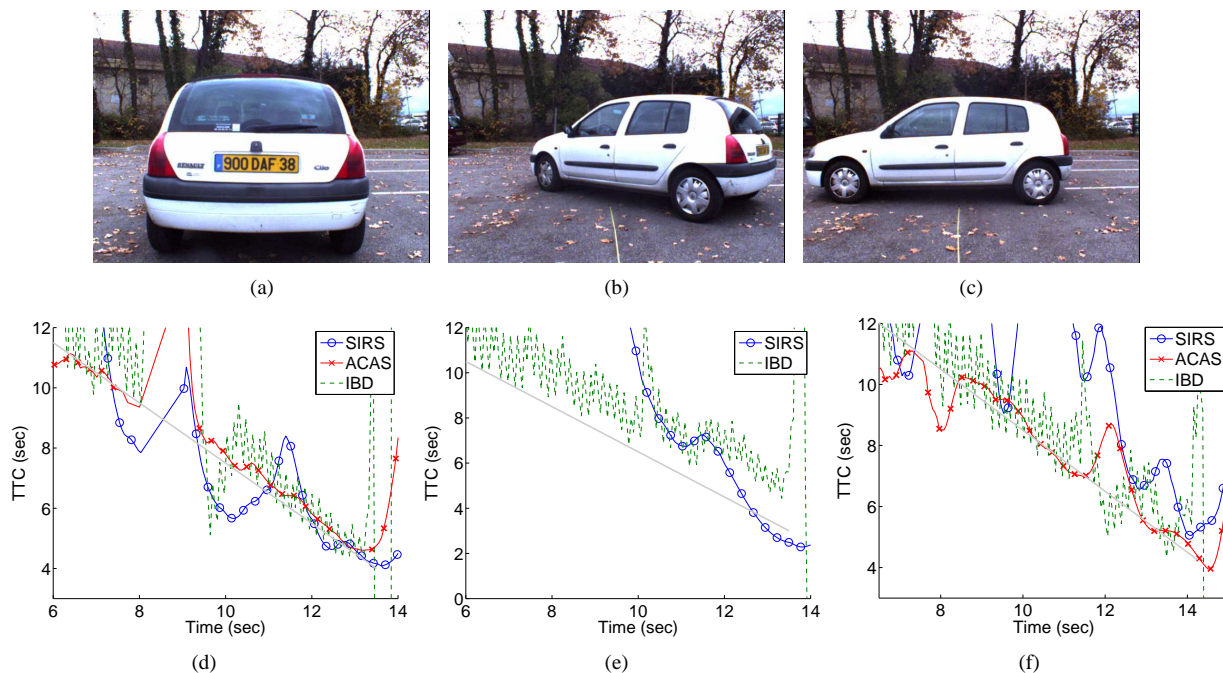 RENAULT
900 DAF 38
Clio
(a)
(b)
(c)
12
10
8
6
4
TTC (sec)
6
8
10
12
14
Time (sec)
SIRS
ACAS
IBD
(d)
12
10
8
6
4
2
0
TTC (sec)
6
8
10
12
14
Time (sec)
SIRS
IBD
(e)
12
10
8
6
4
TTC (sec)
8
10
12
14
Time (sec)
SIRS
ACAS
IBD
(f)